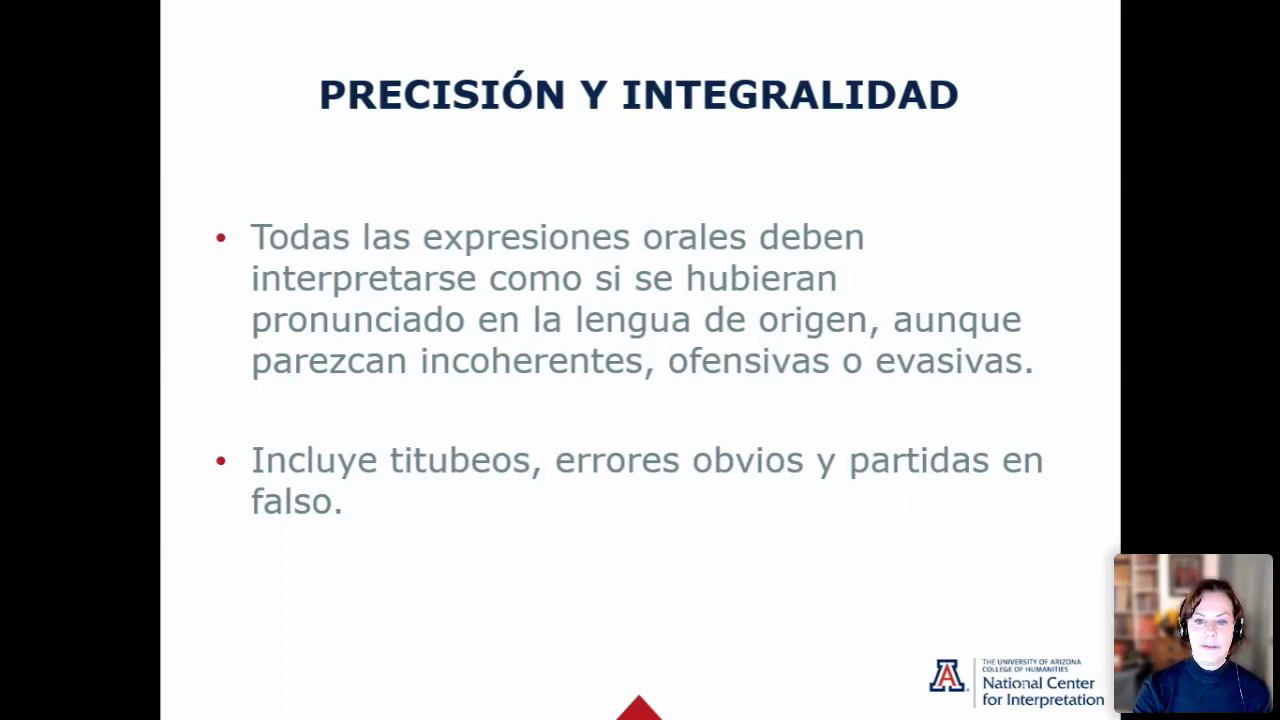 PRECISIÓN Y INTEGRALIDAD
• Todas las expresiones orales deben
interpretarse como si se hubieran
pronunciado en la lengua de origen, aunque
parezcan incoherentes, ofensivas o evasivas.
• Incluye titubeos, errores obvios y partidas en
falso.
A
THE UNIVERSITY OF ARIZONA
COLLEGE OF HUMANITIES
National Center
for Interpretation